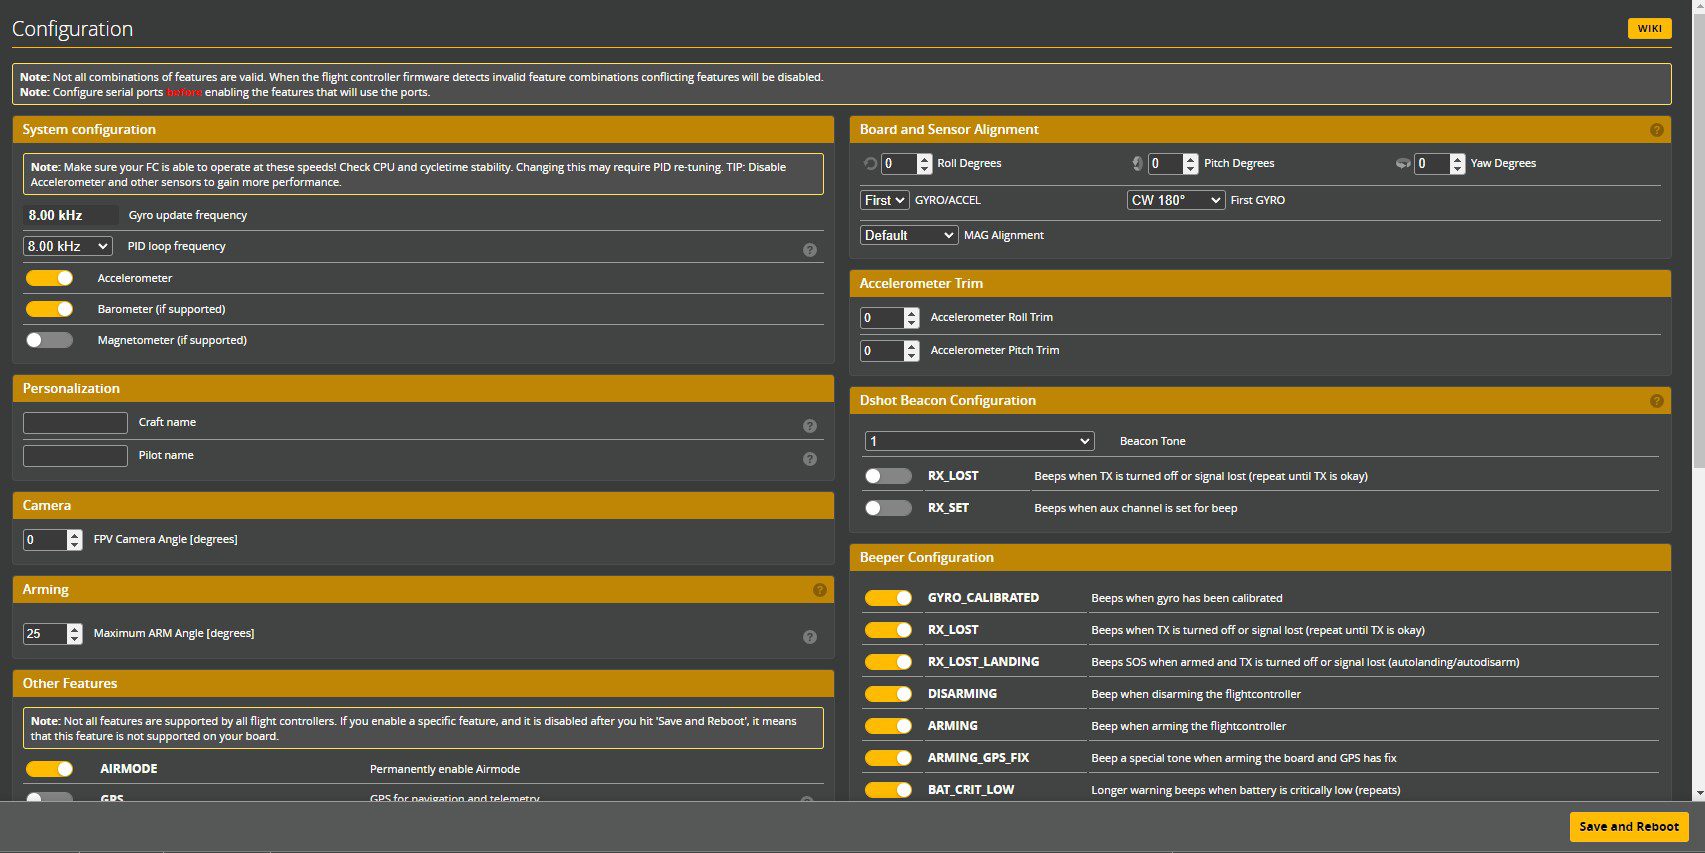 Configuration
WIKI
Note: Not all combinations of features are valid. When the flight controller firmware detects invalid feature combinations conflicting features will be disabled.
Note: Configure serial ports before enabling the features that will use the ports.
System configuration
Note: Make sure your FC is able to operate at these speeds! Check CPU and cycletime stability. Changing this may require PID re-tuning. TIP: Disable
Accelerometer and other sensors to gain more performance.
8.00 kHz Gyro update frequency
8.00 kHz PID loop frequency
Accelerometer
Barometer (if supported)
Magnetometer (if supported)
Personalization
Craft name
Pilot name
Camera
0 FPV Camera Angle [degrees]
Arming
25 Maximum ARM Angle [degrees]
Other Features
Note: Not all features are supported by all flight controllers. If you enable a specific feature, and it is disabled after you hit 'Save and Reboot', it means
that this feature is not supported on your board.
AIRMODE Permanently enable Airmode
GPS GPS for navigation and telemetry
Board and Sensor Alignment
0 Roll Degrees 0 Pitch Degrees 0 Yaw Degrees
First GYRO/ACCEL CW 180° First GYRO
Default MAG Alignment
Accelerometer Trim
0 Accelerometer Roll Trim
0 Accelerometer Pitch Trim
Dshot Beacon Configuration
1 Beacon Tone
RX_LOST Beeps when TX is turned off or signal lost (repeat until TX is okay)
RX_SET Beeps when aux channel is set for beep
Beeper Configuration
GYRO_CALIBRATED Beeps when gyro has been calibrated
RX_LOST Beeps when TX is turned off or signal lost (repeat until TX is okay)
RX_LOST_LANDING Beeps SOS when armed and TX is turned off or signal lost (autolanding/autodisarm)
DISARMING Beep when disarming the flightcontroller
ARMING Beep when arming the flightcontroller
ARMING_GPS_FIX Beep a special tone when arming the board and GPS has fix
BAT_CRIT_LOW Longer warning beeps when battery is critically low (repeats)
Save and Reboot